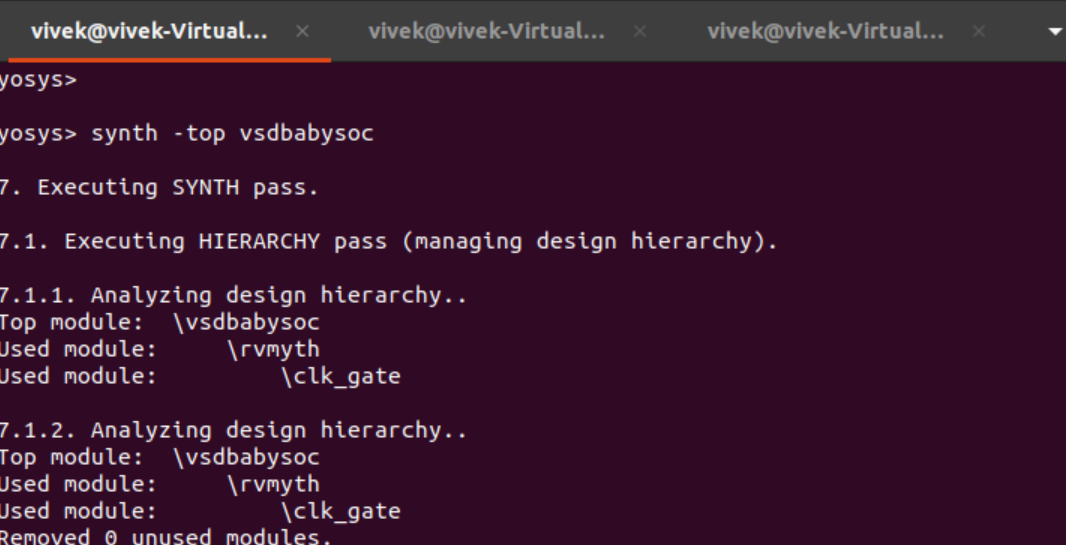 vivek@vivek-Virtual... × vivek@vivek-Virtual... × vivek@vivek-Virtual... ×
yosys>
yosys> synth -top vsdbabysoc
7. Executing SYNTH pass.
7.1. Executing HIERARCHY pass (managing design hierarchy).
7.1.1. Analyzing design hierarchy..
Top module:  \vsdbabysoc
Used module:     \rvmyth
Used module:         \clk_gate
7.1.2. Analyzing design hierarchy..
Top module:  \vsdbabysoc
Used module:     \rvmyth
Used module:         \clk_gate
Removed 0 unused modules.